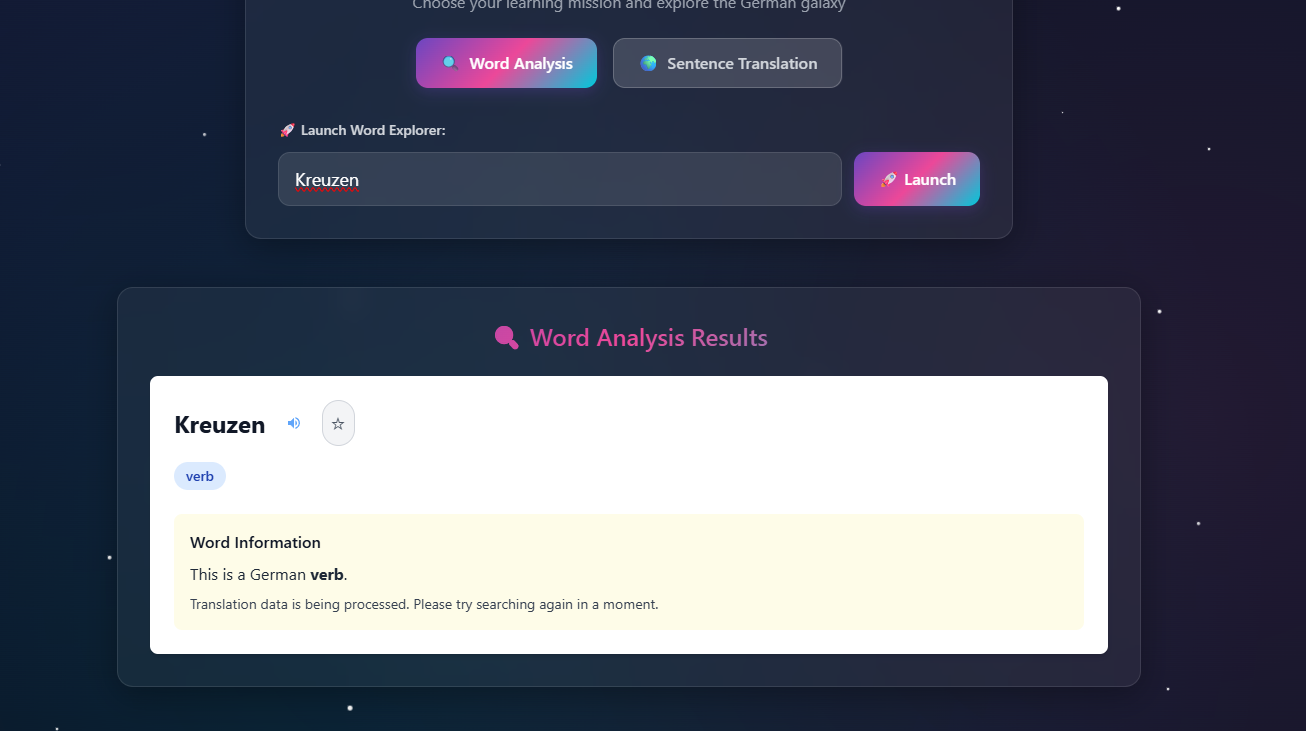 Choose your learning mission and explore the German galaxy
Word Analysis
Sentence Translation
Launch Word Explorer:
Kreuzen
Launch
Word Analysis Results
Kreuzen
verb
Word Information
This is a German verb.
Translation data is being processed. Please try searching again in a moment.